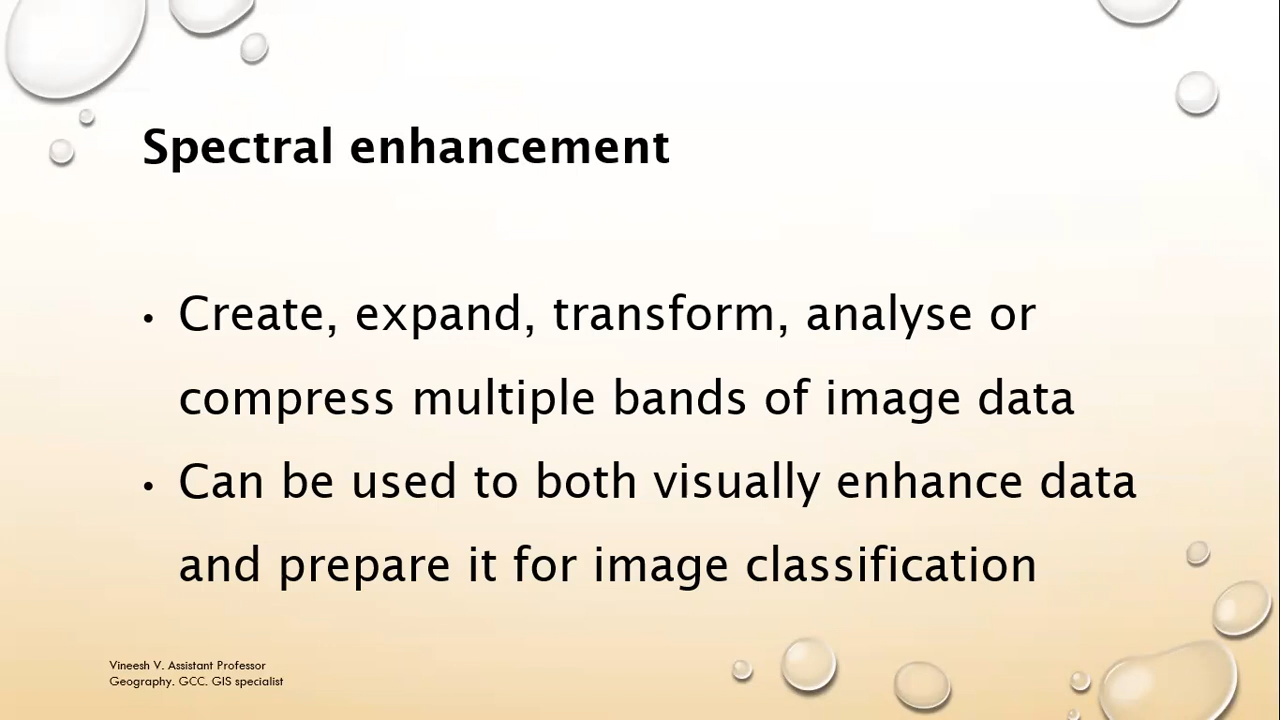 Spectral enhancement
• Create, expand, transform, analyse or
compress multiple bands of image data
• Can be used to both visually enhance data
and prepare it for image classification
Vineesh V. Assistant Professor
Geography. GCC. GIS specialist